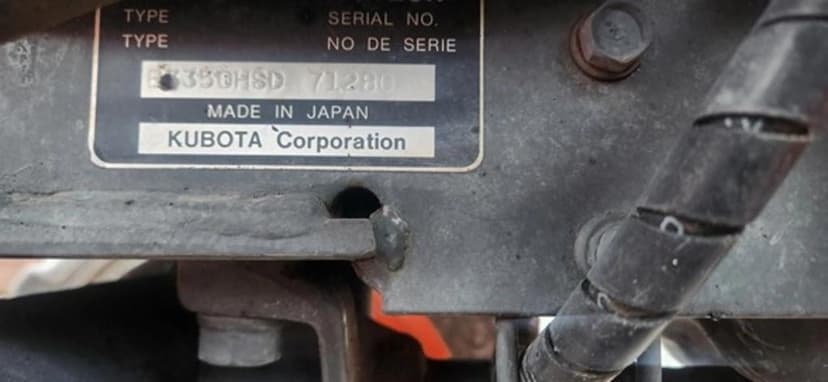 TYPE SERIAL NO.
TYPE NO DE SERIE
71280
MADE IN JAPAN
KUBOTA Corporation